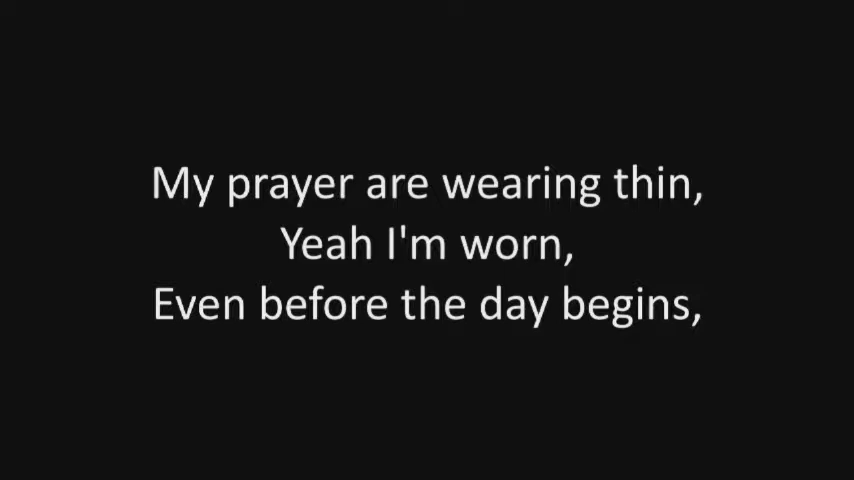 My prayer are wearing thin,
Yeah I'm worn,
Even before the day begins,